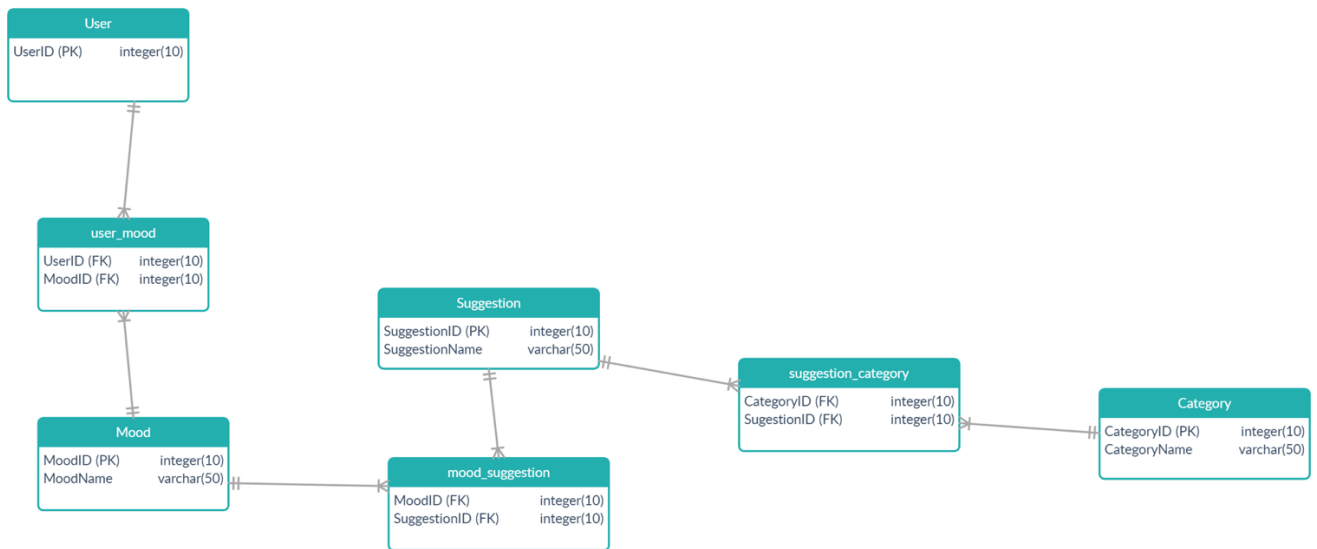 User
UserID (PK) integer(10)
user_mood
UserID (FK) integer(10)
MoodID (FK) integer(10)
Mood
MoodID (PK) integer(10)
MoodName varchar(50)
Suggestion
SuggestionID (PK) integer(10)
SuggestionName varchar(50)
mood_suggestion
MoodID (FK) integer(10)
SuggestionID (FK) integer(10)
suggestion_category
CategoryID (FK) integer(10)
SugestionID (FK) integer(10)
Category
CategoryID (PK) integer(10)
CategoryName varchar(50)